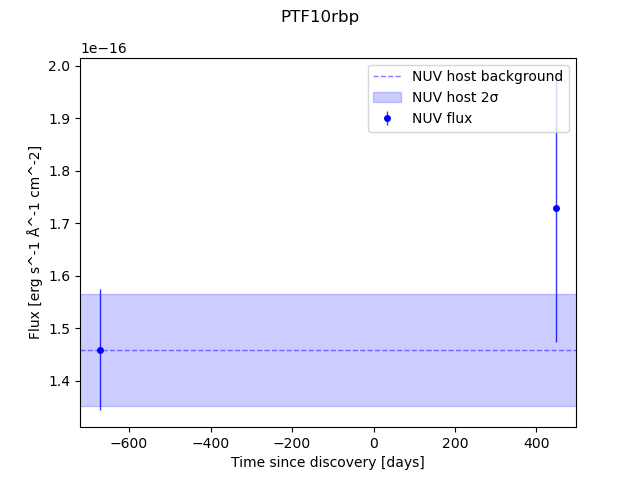 PTF10rbp
1e−16
2.0
1.9
1.8
1.7
1.6
1.5
1.4
Flux [erg s^-1 Å^-1 cm^-2]
NUV host background
NUV host 2σ
NUV flux
−600 −400 −200 0 200 400
Time since discovery [days]